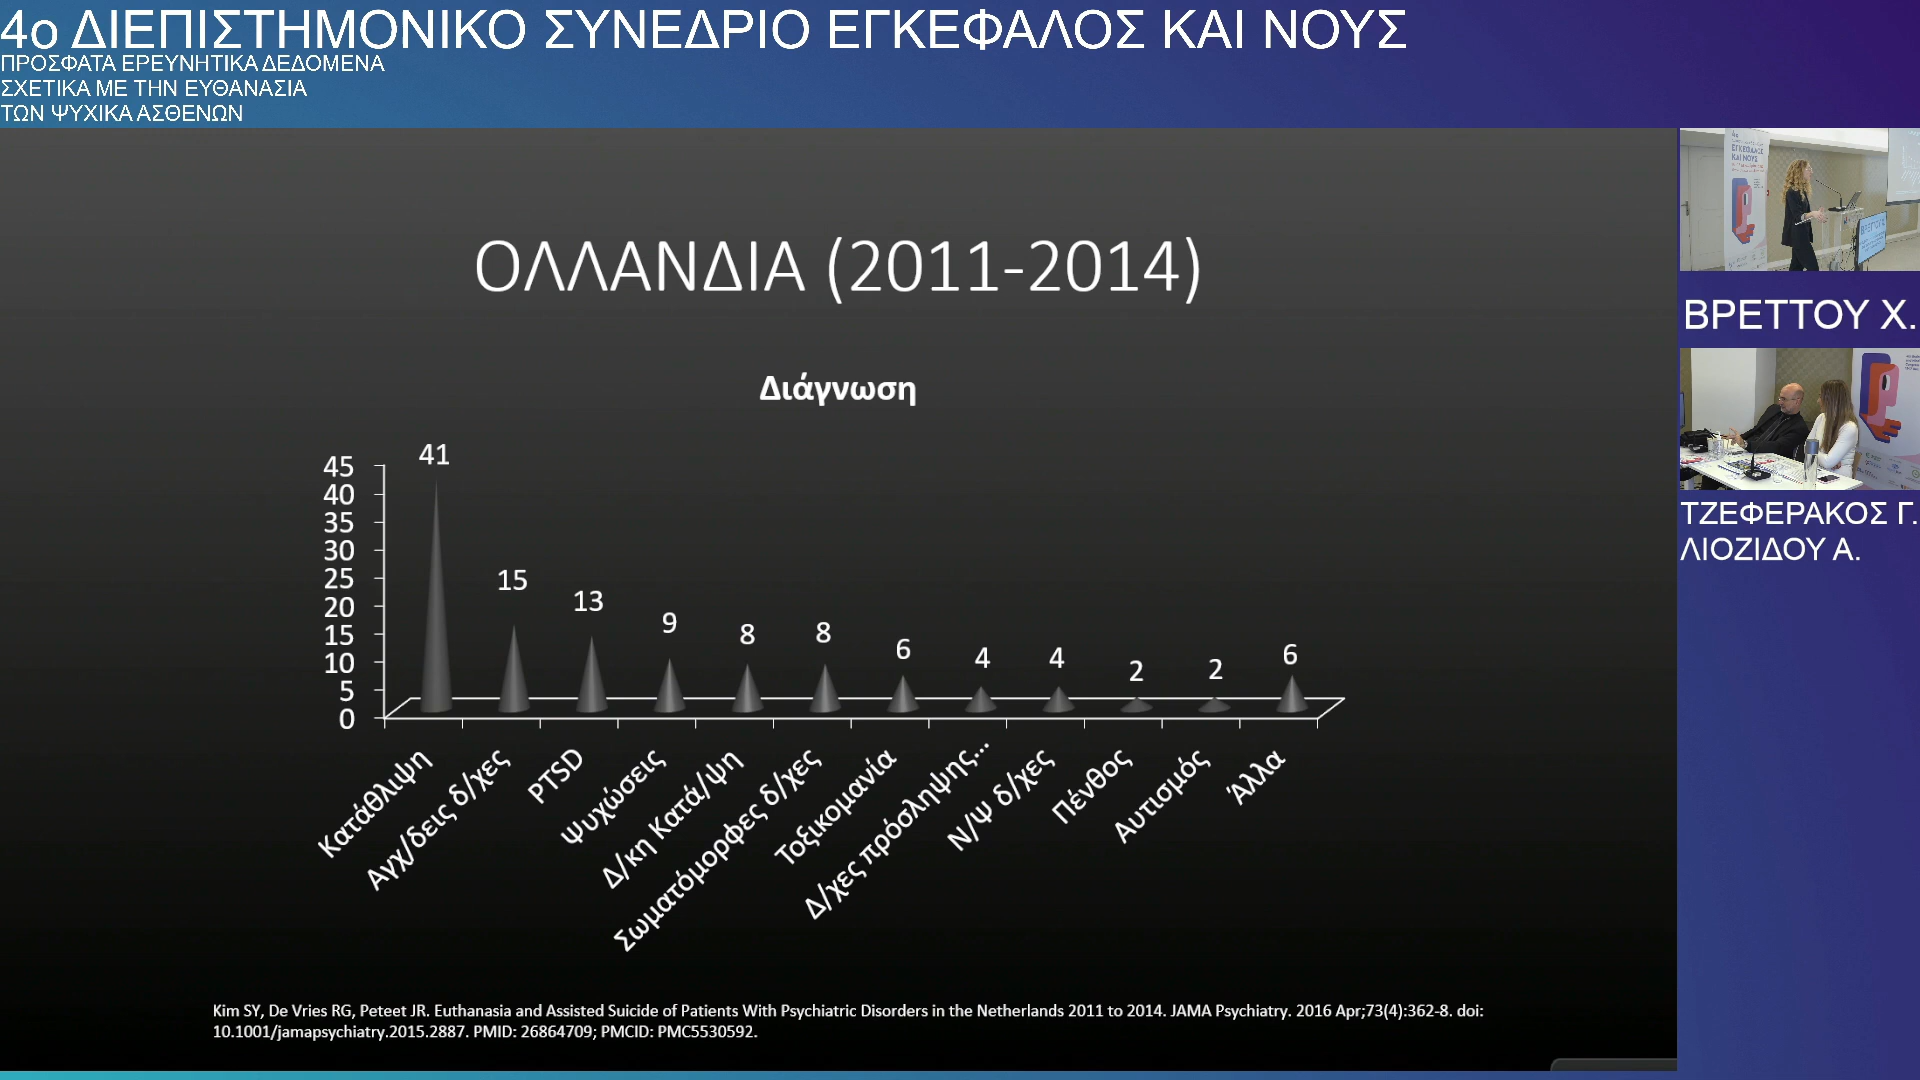 4ο ΔΙΕΠΙΣΤΗΜΟΝΙΚΟ ΣΥΝΕΔΡΙΟ ΕΓΚΕΦΑΛΟΣ ΚΑΙ ΝΟΥΣ
ΠΡΟΣΦΑΤΑ ΕΡΕΥΝΗΤΙΚΑ ΔΕΔΟΜΕΝΑ
ΣΧΕΤΙΚΑ ΜΕ ΤΗΝ ΕΥΘΑΝΑΣΙΑ
ΤΩΝ ΨΥΧΙΚΑ ΑΣΘΕΝΩΝ
ΟΛΛΑΝΔΙΑ (2011-2014)
Διάγνωση
45
40
35
30
25
20
15
10
5
0
41
15
13
9
8
8
6
4
4
2
2
6
Κατάθλιψη
Αγχ/δεις δ/χες
PTSD
Ψυχώσεις
Δ/κη Κατά/ψη
Σωματόμορφες δ/χες
Τοξικομανία
Δ/χες πρόσληψης...
Ν/Ψ δ/χες
Πένθος
Αυτισμός
Άλλα
Kim SY, De Vries RG, Peteet JR. Euthanasia and Assisted Suicide of Patients With Psychiatric Disorders in the Netherlands 2011 to 2014. JAMA Psychiatry. 2016 Apr;73(4):362-8. doi:
10.1001/jamapsychiatry.2015.2887. PMID: 26864709; PMCID: PMC5530592.
ΕΓΚΕΦΑΛΟΣ
ΚΑΙ ΝΟΥΣ
ΒΡΕΤΤΟΥ Χ.
ΤΖΕΦΕΡΑΚΟΣ Γ.
ΛΙΟΖΙΔΟΥ Α.